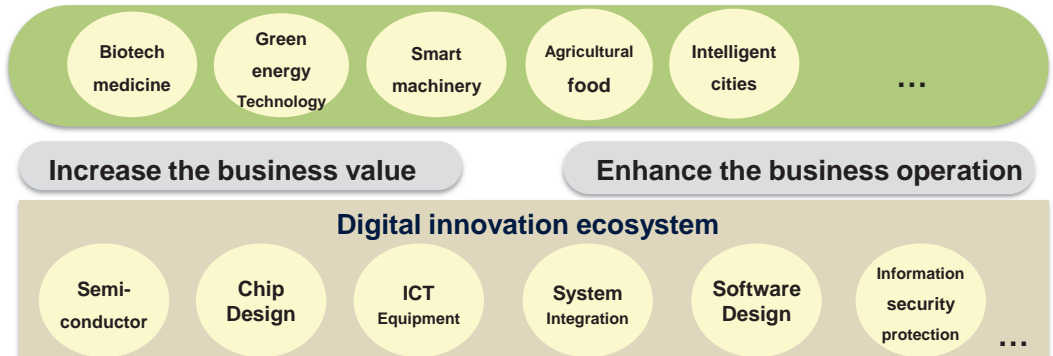 Biotech
medicine
Green
energy
Technology
Smart
machinery
Agricultural
food
Intelligent
cities
...
Increase the business value
Enhance the business operation
Digital innovation ecosystem
Semi-
conductor
Chip
Design
ICT
Equipment
System
Integration
Software
Design
Information
security
protection
...